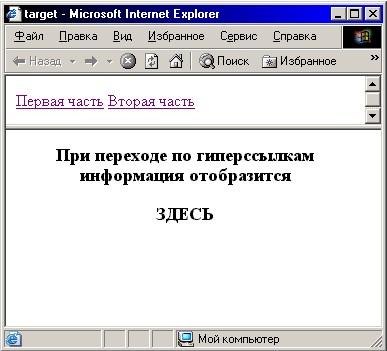 target - Microsoft Internet Explorer
Файл Правка Вид Избранное Сервис Справка
Назад Поиск Избранное »
Первая часть Вторая часть
При переходе по гиперссылкам
информация отобразится
ЗДЕСЬ
Мой компьютер